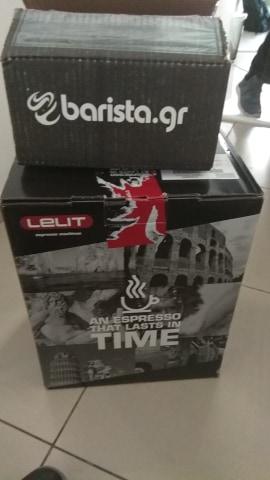 barista.gr
LELIT
espresso machines
AN ESPRESSO
THAT LASTS IN
TIME